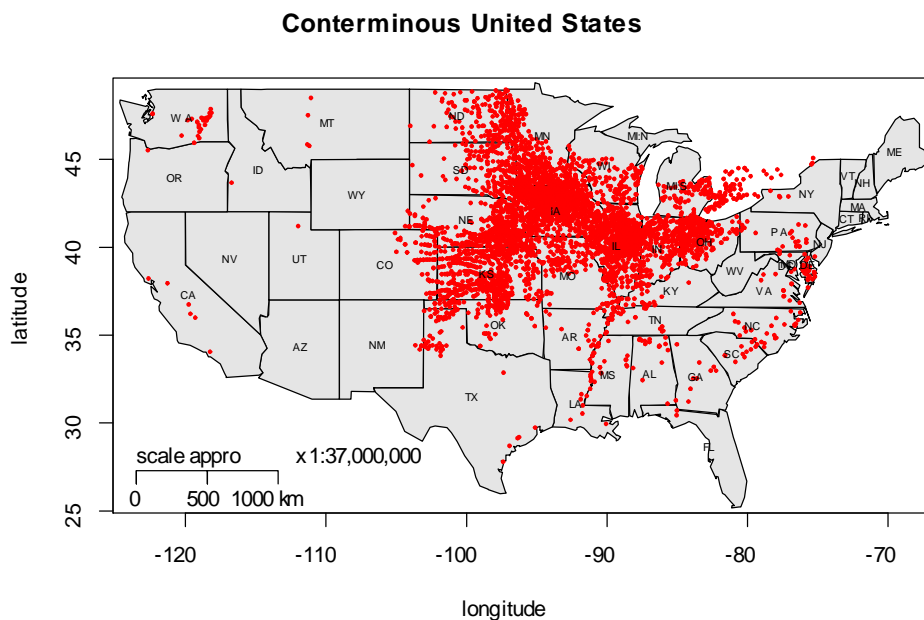 Conterminous United States
latitude
45
40
35
30
25
WA
MT
ND
MN
MI:N
ME
OR
ID
SD
WI
MI:S
NY
VT
NH
WY
NE
IA
MA
CT
RI
PA
NJ
OH
IN
IL
NV
UT
CO
KS
MO
WV
VA
KY
CA
AZ
NM
OK
AR
TN
NC
SC
MS
AL
GA
TX
LA
FL
scale appro x 1:37,000,000
0 500 1000 km
-120 -110 -100 -90 -80 -70
longitude